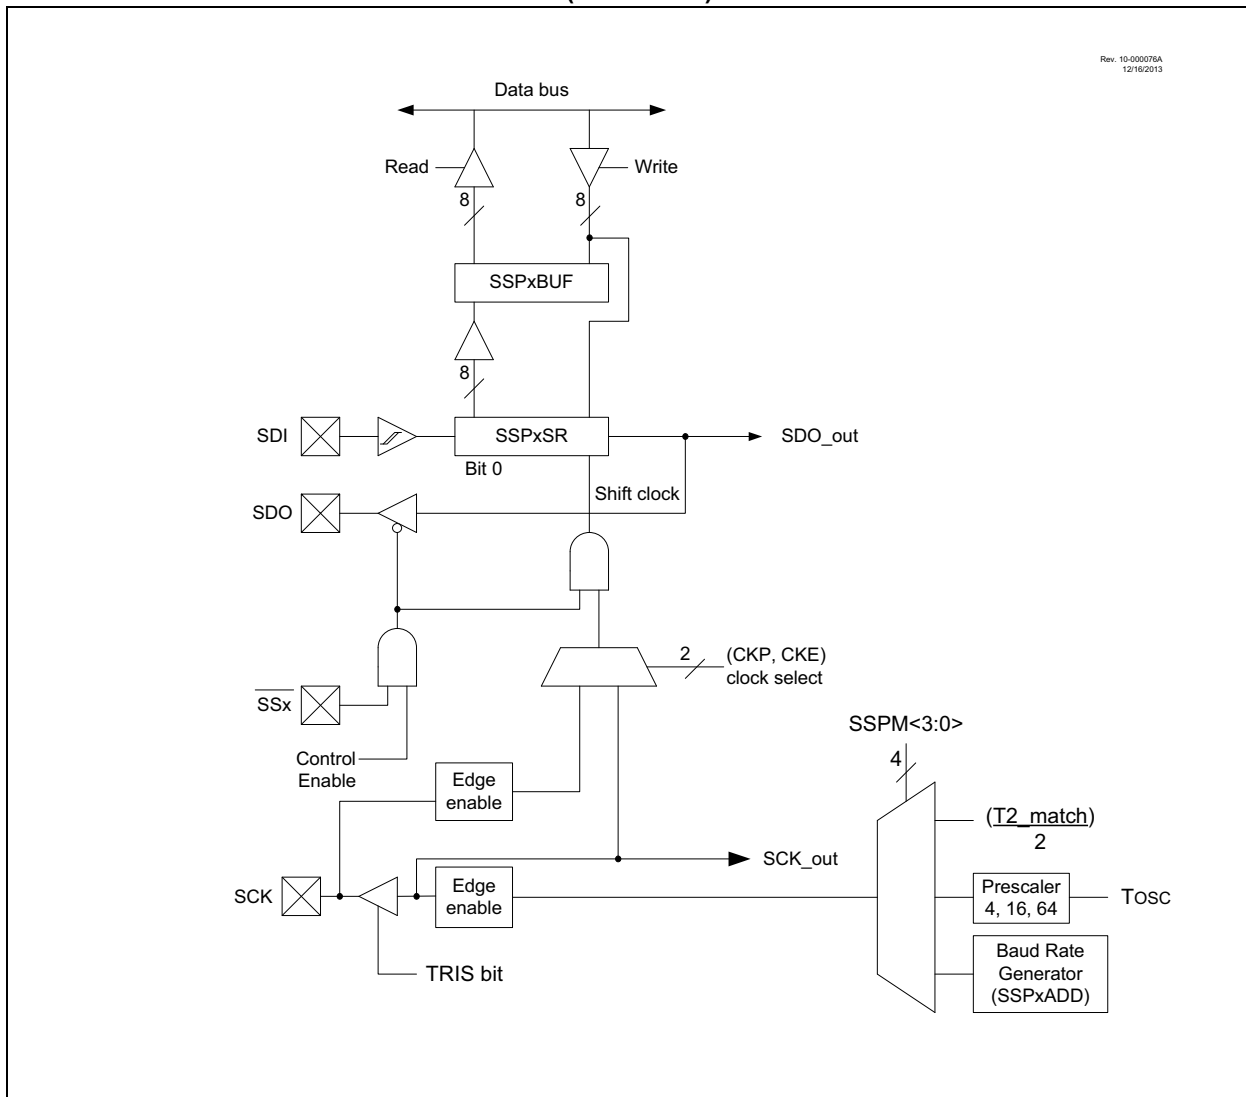 Rev. 10-000076A
12/16/2013
Data bus
Read
Write
8
8
SSPxBUF
8
SDI
SSPxSR
SDO_out
Bit 0
Shift clock
SDO
2
(CKP, CKE)
clock select
SSx
SSPM<3:0>
Control
Enable
4
Edge
enable
(T2_match)
2
SCK_out
SCK
Edge
enable
Prescaler
4, 16, 64
TOSC
Baud Rate
Generator
(SSPxADD)
TRIS bit